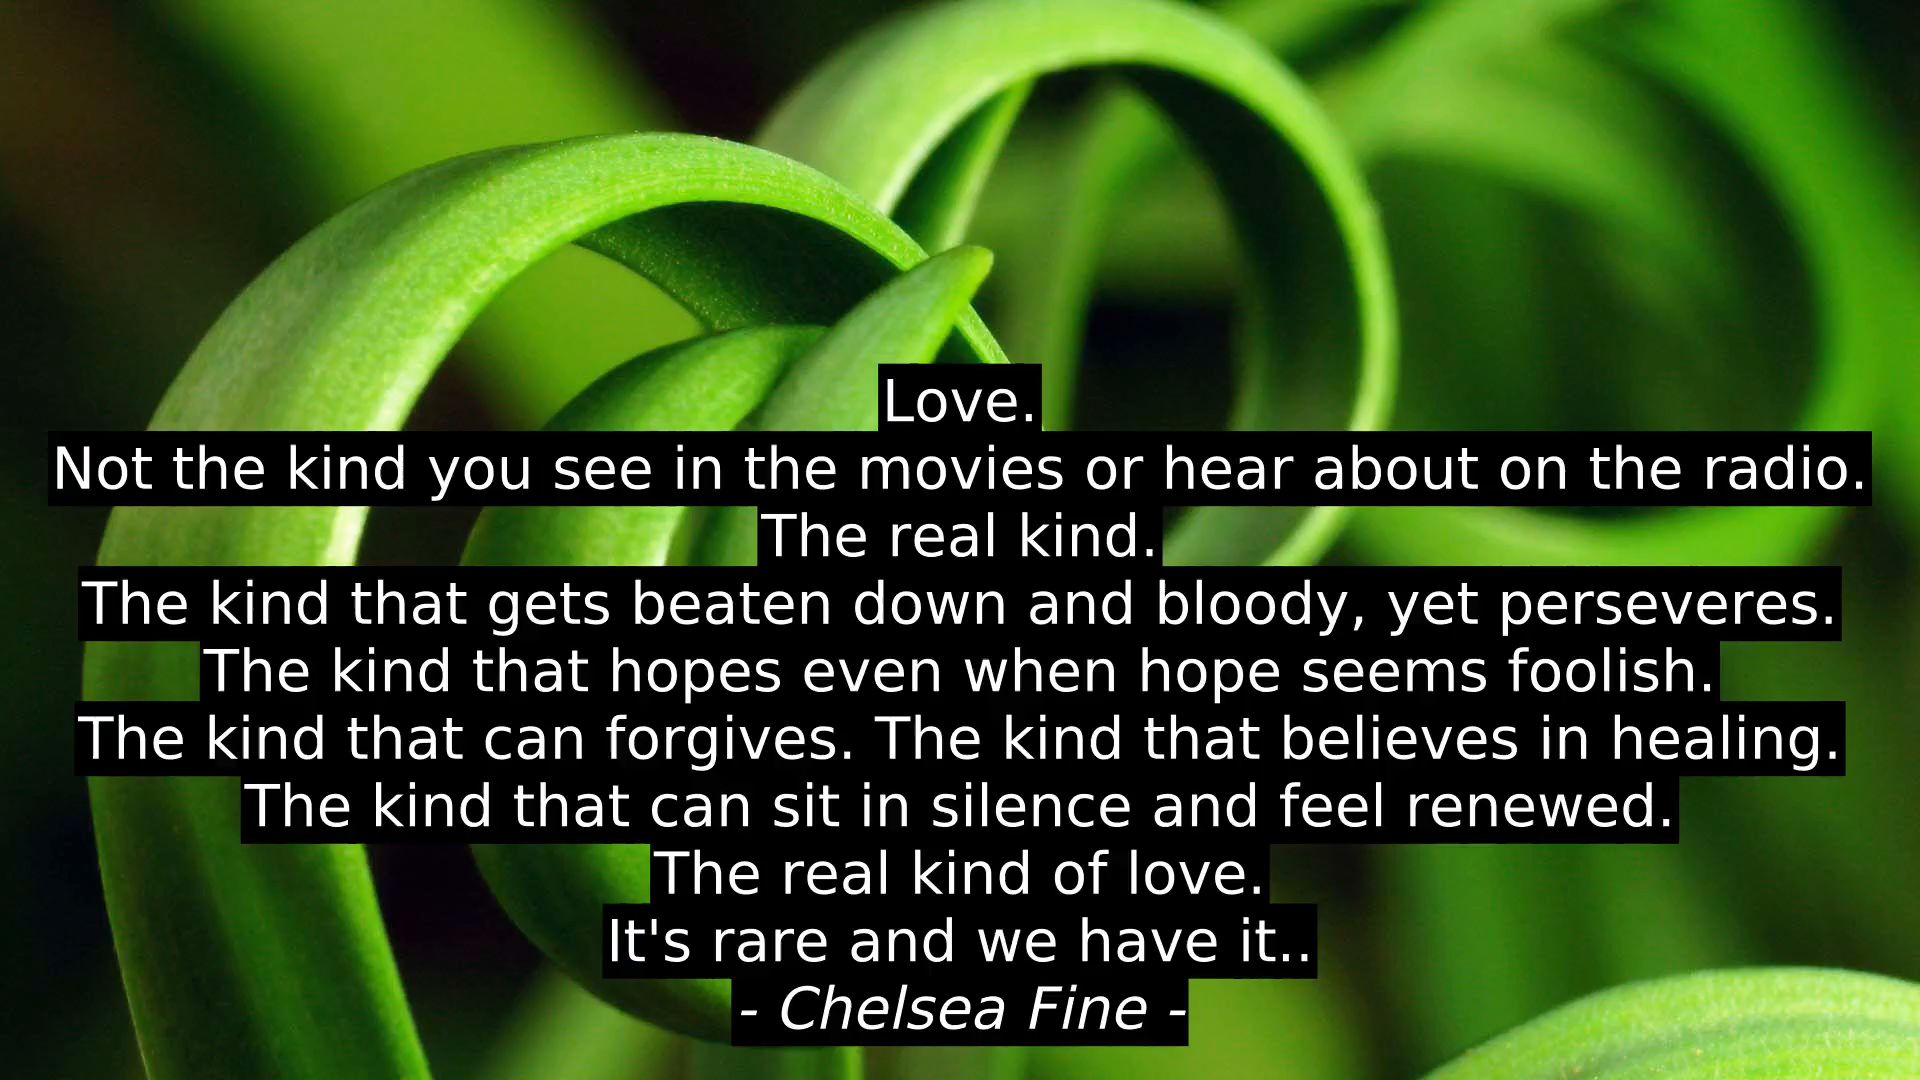 Love.
Not the kind you see in the movies or hear about on the radio.
The real kind.
The kind that gets beaten down and bloody, yet perseveres.
The kind that hopes even when hope seems foolish.
The kind that can forgives. The kind that believes in healing.
The kind that can sit in silence and feel renewed.
The real kind of love.
It's rare and we have it..
- Chelsea Fine -